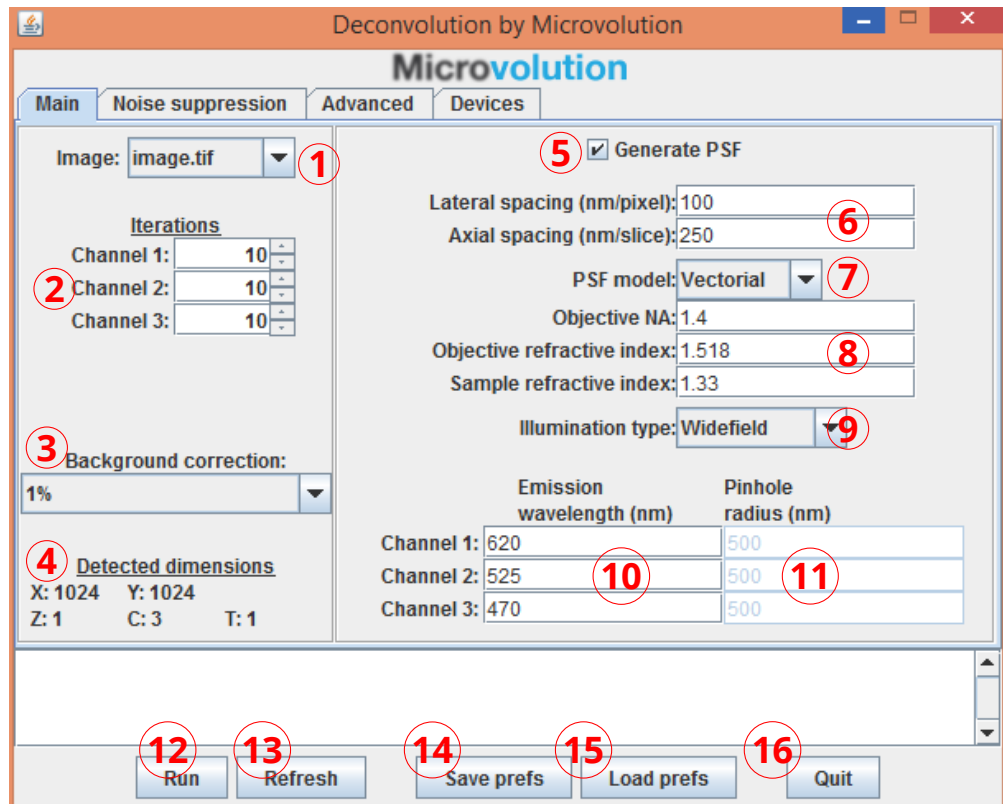 Deconvolution by Microvolution
Microvolution
Main Noise suppression Advanced Devices
Image: image.tif 1
Iterations
Channel 1: 10
2 Channel 2: 10
Channel 3: 10
3
Background correction:
1%
4 Detected dimensions
X: 1024 Y: 1024
Z: 1 C: 3 T: 1
5 Generate PSF
Lateral spacing (nm/pixel): 100
6
Axial spacing (nm/slice): 250
PSF model: Vectorial 7
Objective NA: 1.4
Objective refractive index: 1.518 8
Sample refractive index: 1.33
Illumination type: Widefield 9
Emission Pinhole
wavelength (nm) radius (nm)
Channel 1: 620 500
Channel 2: 525 10 500 11
Channel 3: 470 500
12 13 14 15 16
Run Refresh Save prefs Load prefs Quit